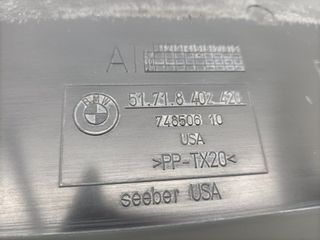 AI
BMW
51.71.8 402 420
748506 10
USA
>PP-TX20<
seeber USA